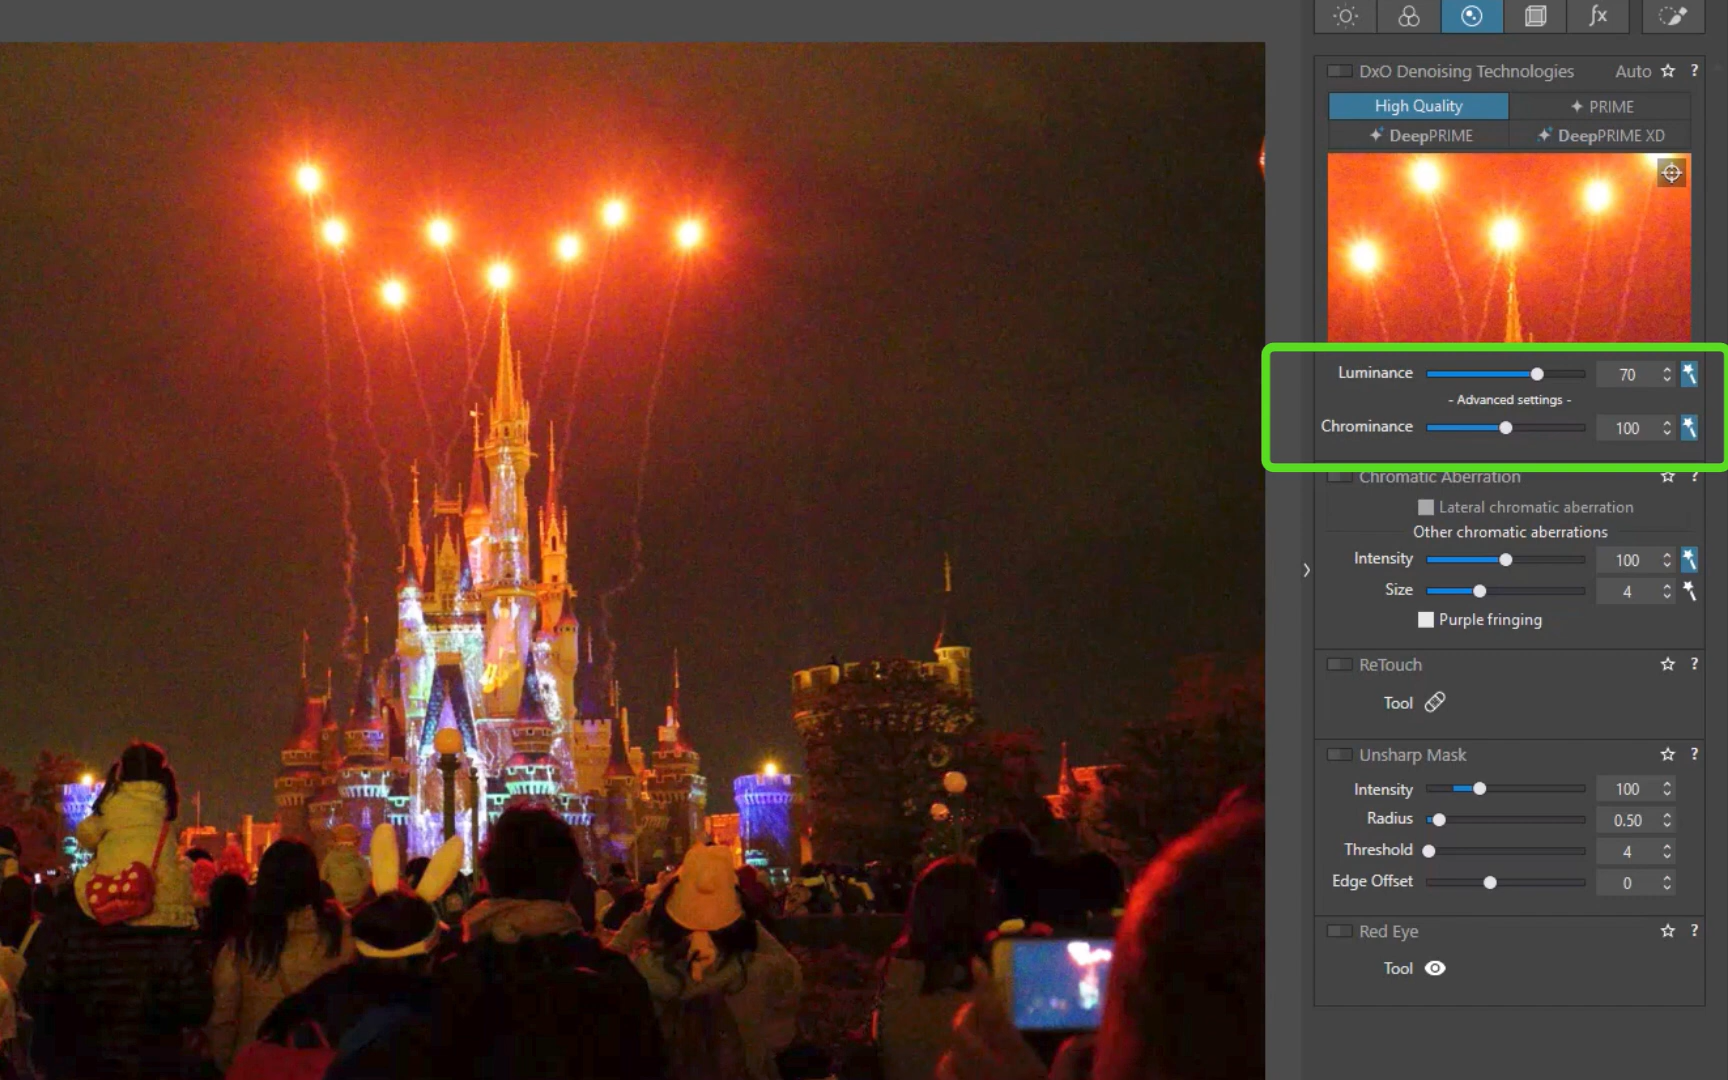 fx
DxO Denoising Technologies Auto ?
High Quality PRIME
DeepPRIME DeepPRIME XD
Luminance 70
- Advanced settings -
Chrominance 100
Chromatic Aberration ?
Lateral chromatic aberration
Other chromatic aberrations
Intensity 100
Size 4
Purple fringing
ReTouch ?
Tool
Unsharp Mask ?
Intensity 100
Radius 0.50
Threshold 4
Edge Offset 0
Red Eye ?
Tool